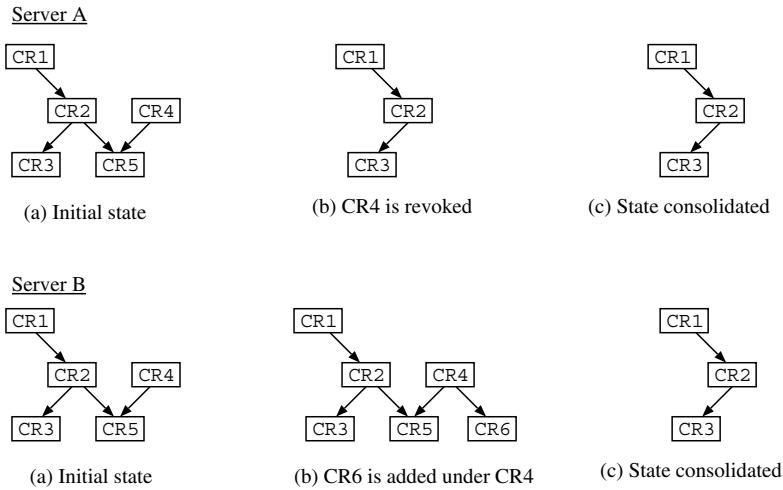 Server A
CR1 CR1 CR1
CR2 CR4 CR2 CR2
CR3 CR5 CR3 CR3
(a) Initial state (b) CR4 is revoked (c) State consolidated
Server B
CR1 CR1 CR1
CR2 CR4 CR2 CR4 CR2
CR3 CR5 CR3 CR5 CR6 CR3
(a) Initial state (b) CR6 is added under CR4 (c) State consolidated